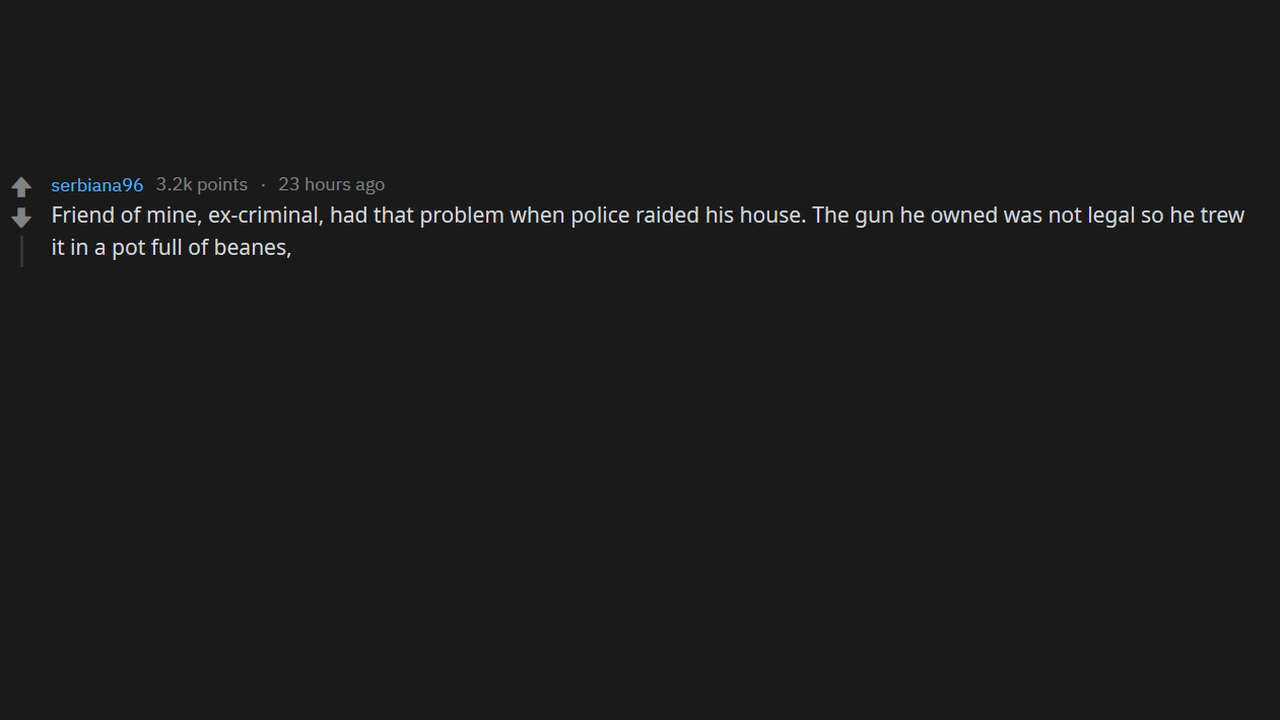 serbiana96 3.2k points · 23 hours ago
Friend of mine, ex-criminal, had that problem when police raided his house. The gun he owned was not legal so he trew
it in a pot full of beanes,